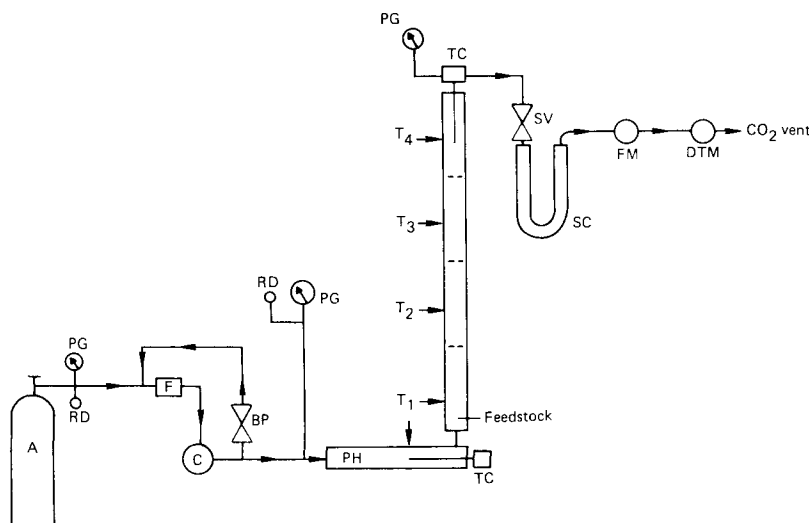 PG
TC
SV
T4
FM
DTM
CO2 vent
SC
T3
RD
PG
T2
PG
RD
F
BP
T1
Feedstock
A
C
PH
TC